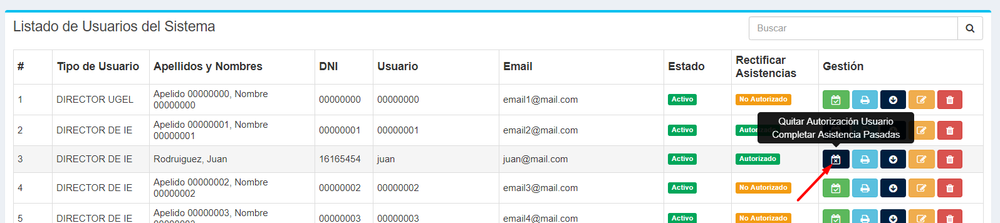 Listado de Usuarios del Sistema
Buscar
# Tipo de Usuario Apellidos y Nombres DNI Usuario Email Estado Rectificar Asistencias Gestión
1 DIRECTOR UGEL Apelido 00000000, Nombre 00000000 00000000 00000000 email1@mail.com Activo No Autorizado
Quitar Autorización Usuario
Completar Asistencia Pasadas
2 DIRECTOR DE IE Apelido 00000001, Nombre 00000001 00000001 00000001 email2@mail.com Activo Autorizado
3 DIRECTOR DE IE Rodruiguez, Juan 16165454 juan juan@mail.com Activo Autorizado
4 DIRECTOR DE IE Apelido 00000002, Nombre 00000002 00000002 00000002 email3@mail.com Activo No Autorizado
5 DIRECTOR DE IE Apelido 00000003, Nombre 00000003 00000003 email4@mail.com Activo No Autorizado